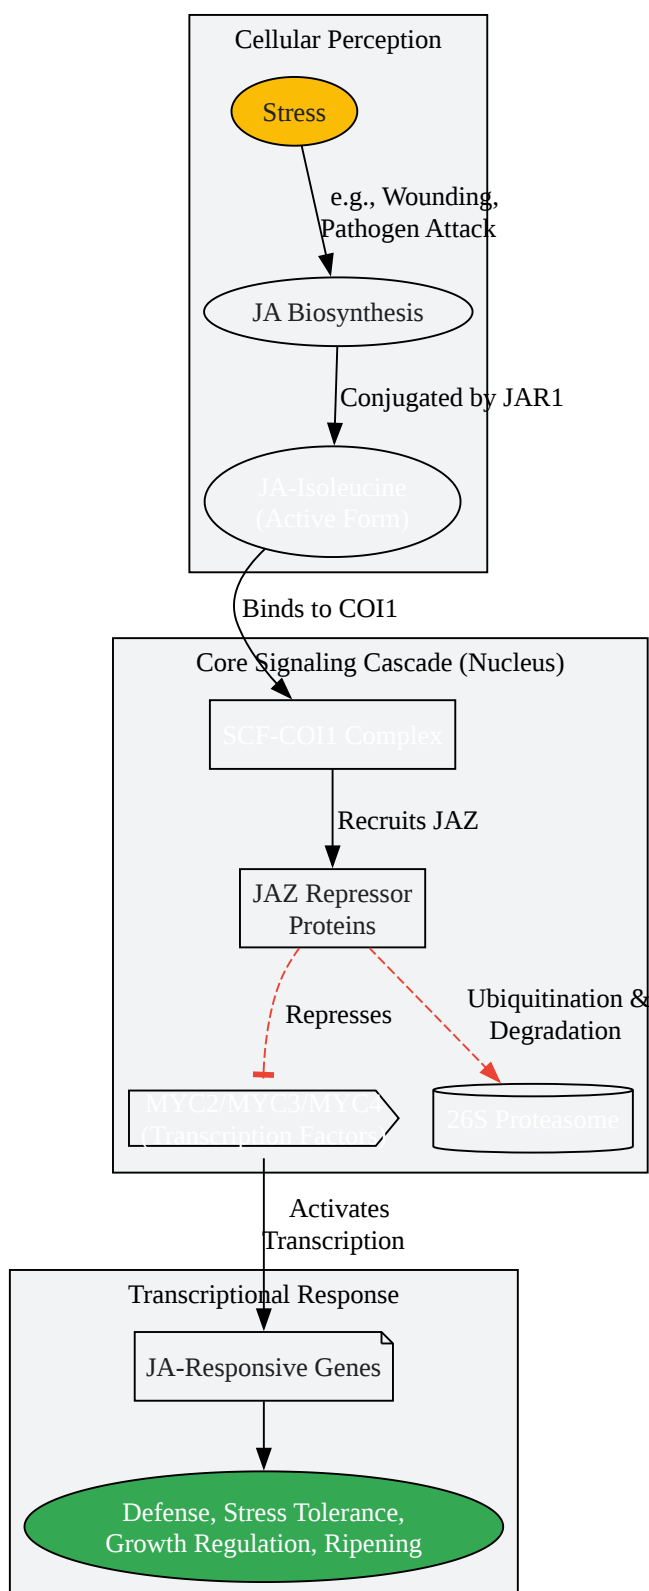 Cellular Perception
Stress
e.g., Wounding,
Pathogen Attack
JA Biosynthesis
Conjugated by JAR1
JA-Isoleucine
(Active Form)
Binds to COI1
Core Signaling Cascade (Nucleus)
SCF-COI1 Complex
Recruits JAZ
JAZ Repressor
Proteins
Represses
Ubiquitination &
Degradation
MYC2/MYC3/MYC4
(Transcription Factors)
26S Proteasome
Activates
Transcription
Transcriptional Response
JA-Responsive Genes
Defense, Stress Tolerance,
Growth Regulation, Ripening